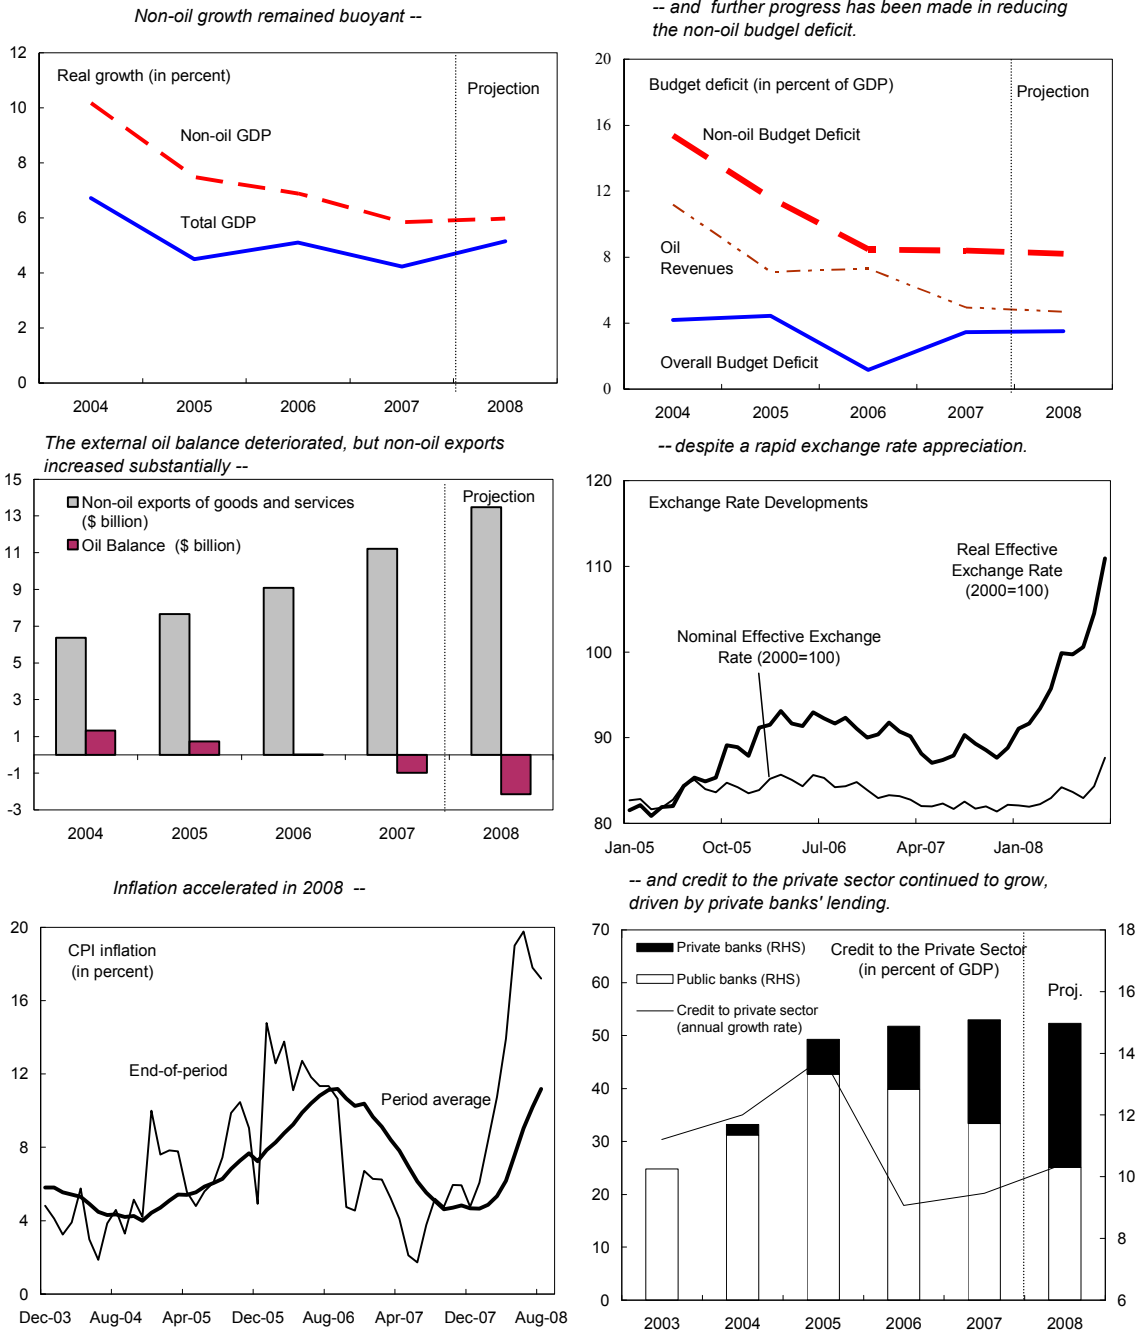 Non-oil growth remained buoyant --
12
10
8
6
4
2
0
Real growth (in percent)
Projection
Non-oil GDP
Total GDP
2004 2005 2006 2007 2008
-- and further progress has been made in reducing
the non-oil budgel deficit.
20
16
12
8
4
0
Budget deficit (in percent of GDP)
Projection
Non-oil Budget Deficit
Oil
Revenues
Overall Budget Deficit
2004 2005 2006 2007 2008
The external oil balance deteriorated, but non-oil exports
increased substantially --
15
13
11
9
7
5
3
1
-1
-3
Non-oil exports of goods and services
($ billion)
Oil Balance ($ billion)
Projection
2004 2005 2006 2007 2008
-- despite a rapid exchange rate appreciation.
120
110
100
90
80
Exchange Rate Developments
Real Effective
Exchange Rate
(2000=100)
Nominal Effective Exchange
Rate (2000=100)
Jan-05 Oct-05 Jul-06 Apr-07 Jan-08
Inflation accelerated in 2008 --
20
16
12
8
4
0
CPI inflation
(in percent)
End-of-period
Period average
Dec-03 Aug-04 Apr-05 Dec-05 Aug-06 Apr-07 Dec-07 Aug-08
-- and credit to the private sector continued to grow,
driven by private banks' lending.
70
60
50
40
30
20
10
0
Private banks (RHS)
Public banks (RHS)
Credit to private sector
(annual growth rate)
Credit to the Private Sector
(in percent of GDP)
Proj.
18
16
14
12
10
8
6
2003 2004 2005 2006 2007 2008